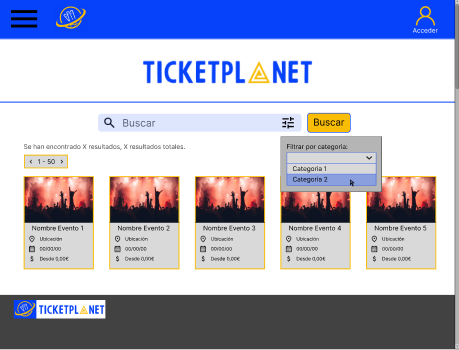 Acceder
TICKETPLANET
Buscar
Buscar
Se han encontrado X resultados, X resultados totales.
< 1 - 50 >
Filtrar por categoría:
Categoria 1
Categoria 2
Nombre Evento 1
Ubicación
00/00/00
Desde 0,00€
Nombre Evento 2
Ubicación
00/00/00
Desde 0,00€
Nombre Evento 3
Ubicación
00/00/00
Desde 0,00€
Nombre Evento 4
Ubicación
00/00/00
Desde 0,00€
Nombre Evento 5
Ubicación
00/00/00
Desde 0,00€
TICKETPLANET